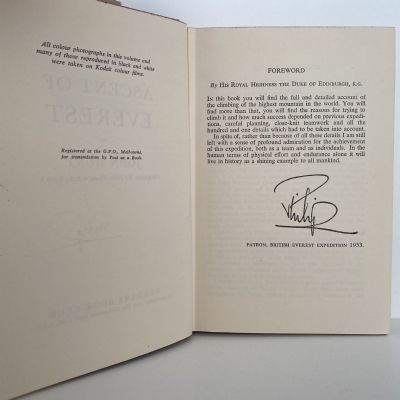 All colour photographs in this volume and
many of those reproduced in black and white
were taken on Kodak colour films.
Registered at the G.P.O., Melbourne,
for transmission by Post as a Book.
FOREWORD
By His Royal Highness the Duke of Edinburgh, K.G.
In this book you will find the full and detailed account of
the climbing of the highest mountain in the world. You will
find more than that, you will find the reasons for trying to
climb it and how much success depended on previous expedi-
tions, careful planning, close-knit teamwork and all the
hundred and one details which had to be taken into account.
In spite of, rather than because of all those details I am still
left with a sense of profound admiration for the achievement
of this expedition, both as a team and as individuals. In the
human terms of physical effort and endurance alone it will
live in history as a shining example to all mankind.
Philip
PATRON, BRITISH EVEREST EXPEDITION 1953.